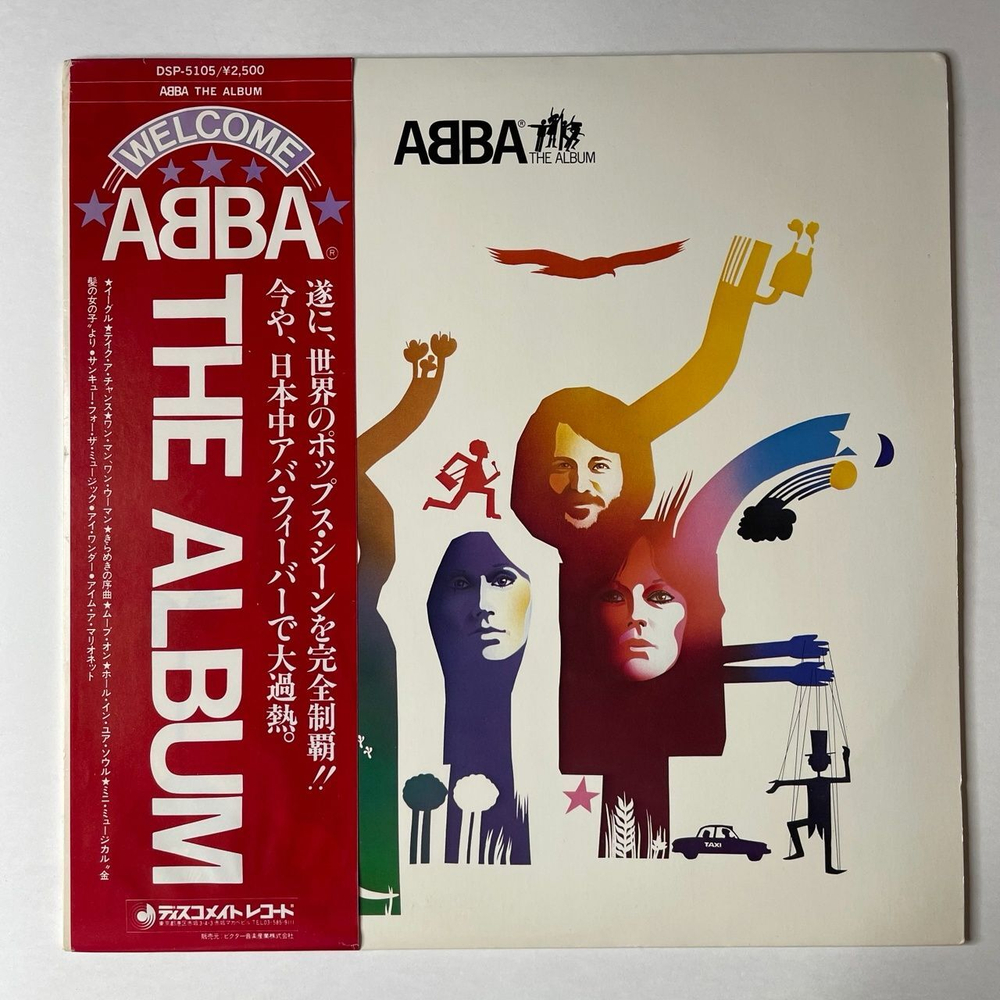 DSP-5105/¥2,500
ABBA THE ALBUM
WELCOME
ABBA®
THE ALBUM
遂に、世界のポップス・シーンを完全制覇!!
今や、日本中アバ・フィーバーで大過熱。
★イーグル★テイク・ア・チャンス★ワン・マン、ワン・ウーマン★きらめきの序曲★ムーブ・オン★ホール・イン・ユア・ソウル★ミニ・ミュージカル“金
髪の女の子”より●サンキュー・フォー・ザ・ミュージック●アイ・ワンダー●アイム・ア・マリオネット
ディスコメイト レコード
販売元:ビクター音楽産業株式会社
ABBA®
THE ALBUM
TAXI